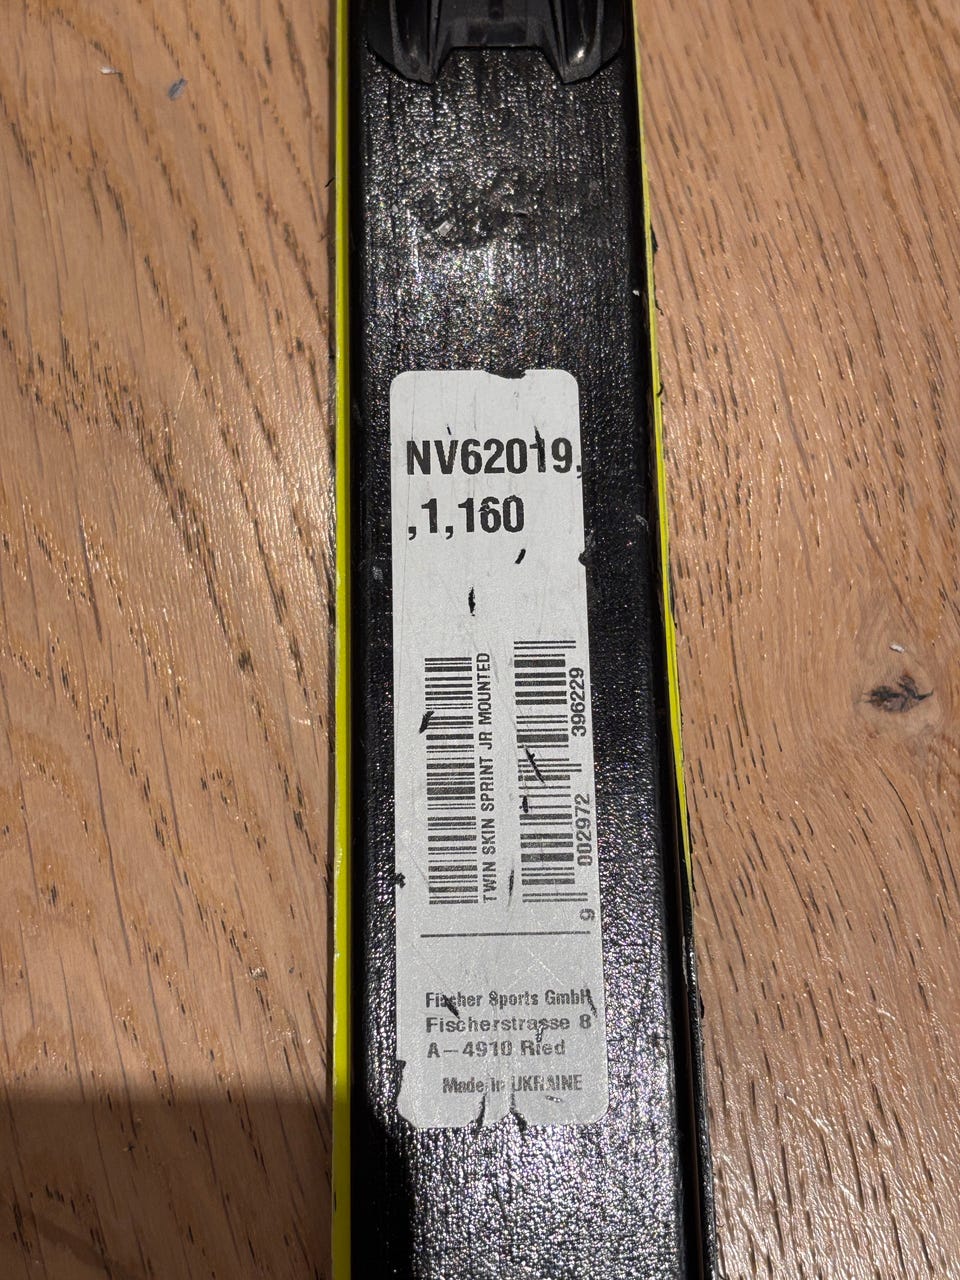 NV62019,
,1,160
TWIN SKIN SPRINT JR MOUNTED
9 002972 396229
Fischer Sports GmbH
Fischerstrasse 8
A-4910 Ried
Made in UKRAINE